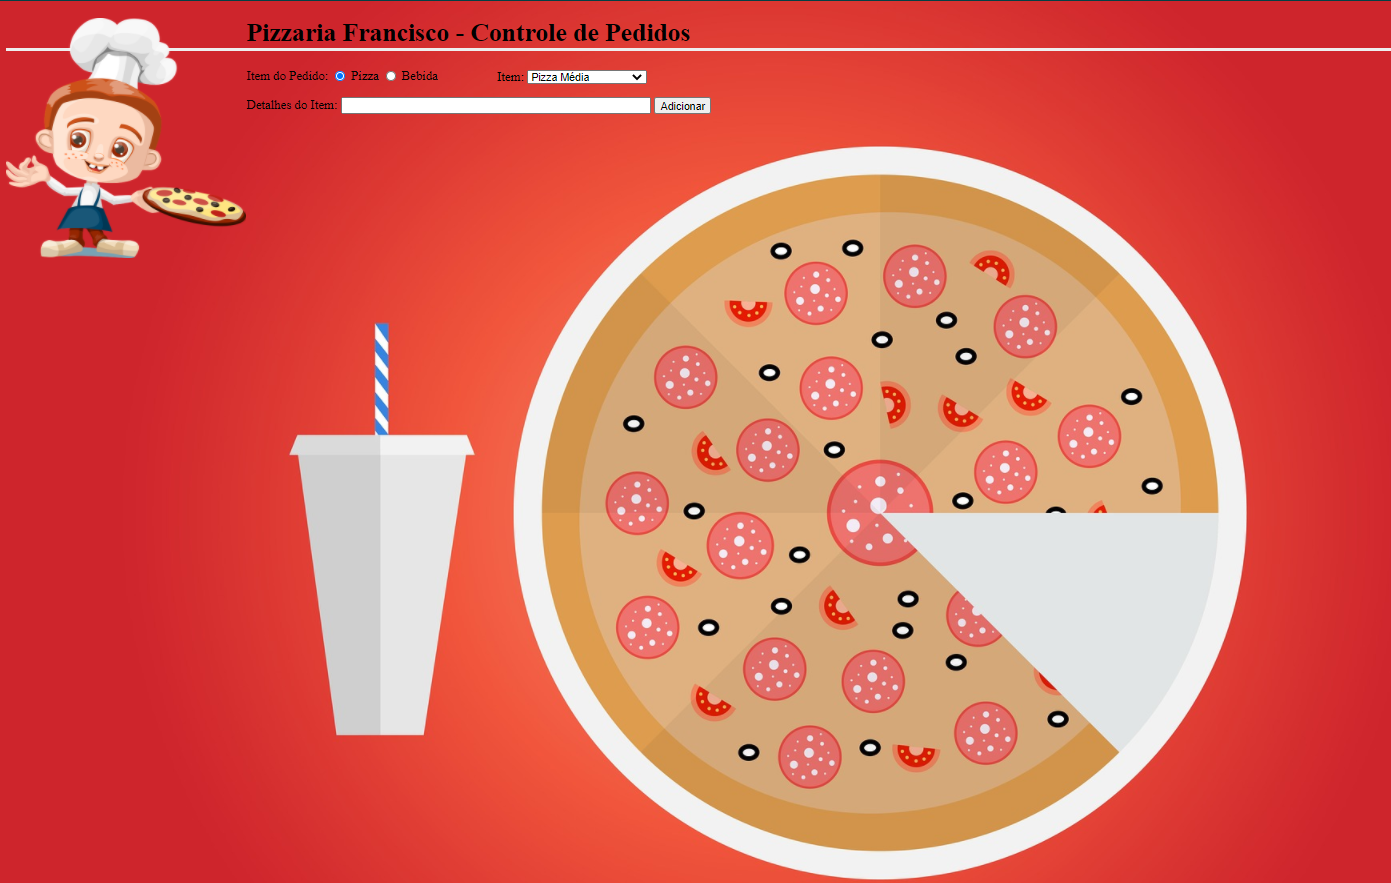 Pizzaria Francisco - Controle de Pedidos
Item do Pedido: Pizza Bebida Item: Pizza Média
Detalhes do Item: Adicionar